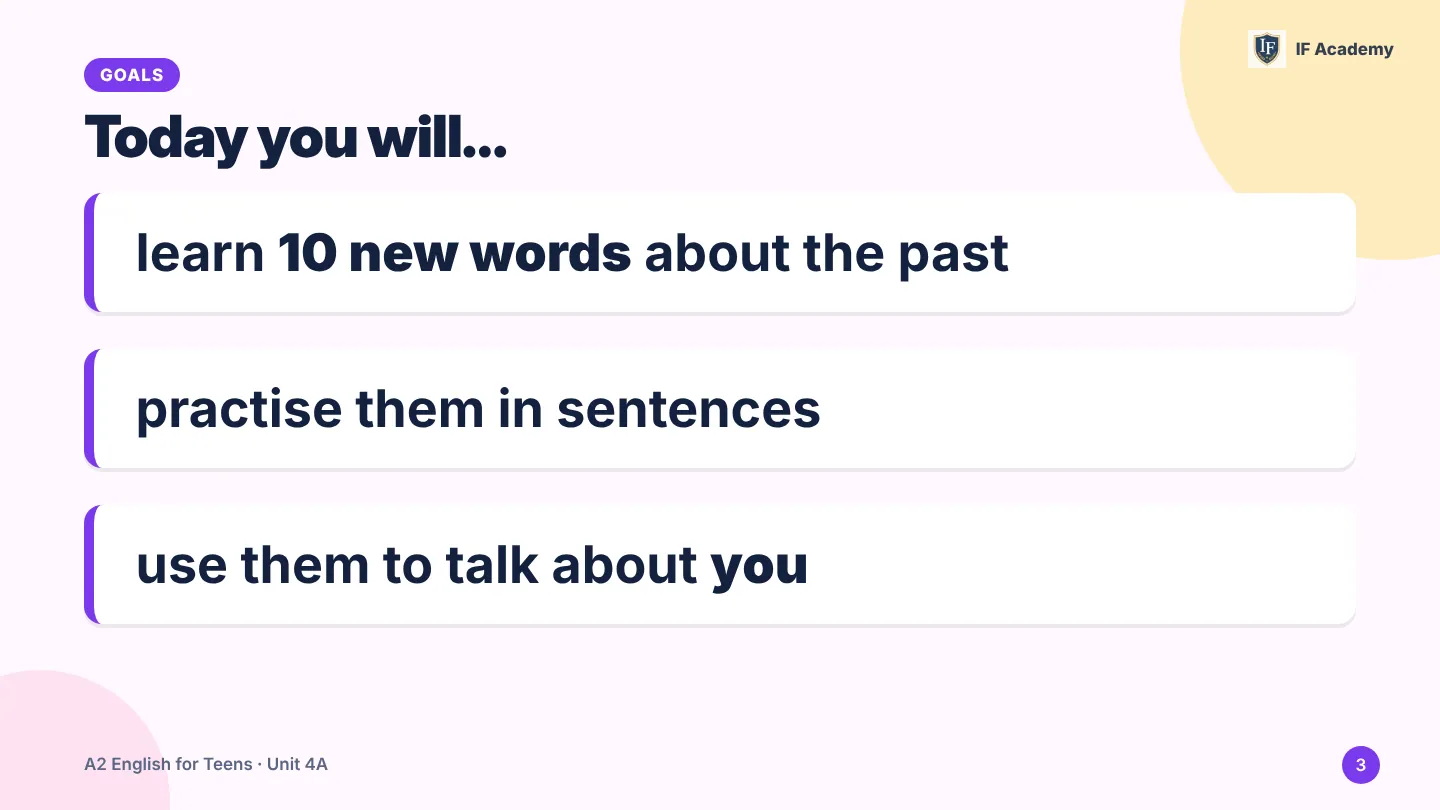 IF
IF Academy
GOALS
Today you will...
learn 10 new words about the past
practise them in sentences
use them to talk about you
A2 English for Teens · Unit 4A
3